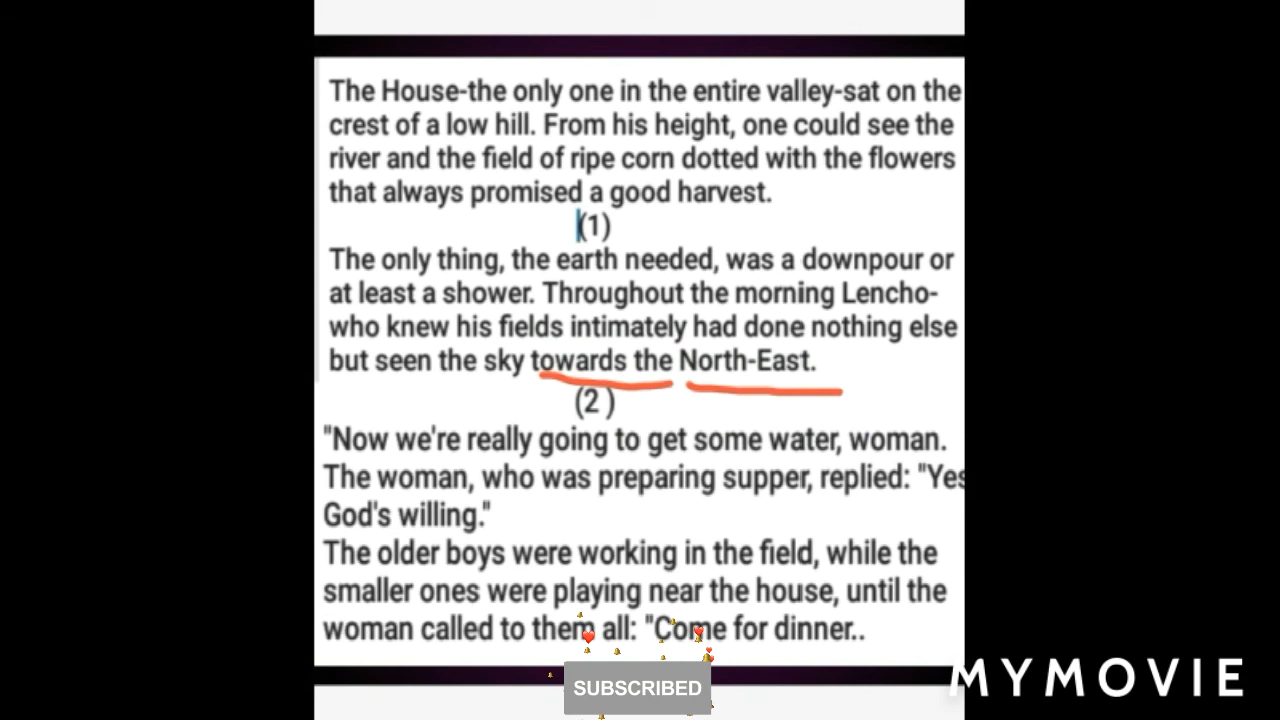 The House-the only one in the entire valley-sat on the
crest of a low hill. From his height, one could see the
river and the field of ripe corn dotted with the flowers
that always promised a good harvest.
(1)
The only thing, the earth needed, was a downpour or
at least a shower. Throughout the morning Lencho-
who knew his fields intimately had done nothing else
but seen the sky towards the North-East.
(2 )
"Now we're really going to get some water, woman.
The woman, who was preparing supper, replied: "Yes
God's willing."
The older boys were working in the field, while the
smaller ones were playing near the house, until the
woman called to them all: "Come for dinner..
SUBSCRIBED
MYMOVIE